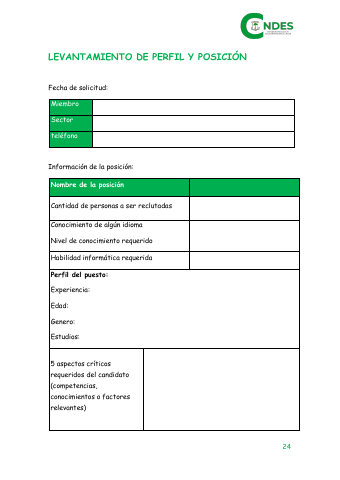 CNDES
LEVANTAMIENTO DE PERFIL Y POSICIÓN
Fecha de solicitud:
Miembro
Sector
teléfono
Información de la posición:
Nombre de la posición
Cantidad de personas a ser reclutadas
Conocimiento de algún idioma
Nivel de conocimiento requerido
Habilidad informática requerida
Perfil del puesto:
Experiencia:
Edad:
Genero:
Estudios:
5 aspectos críticos
requeridos del candidato
(competencias,
conocimientos o factores
relevantes)
24